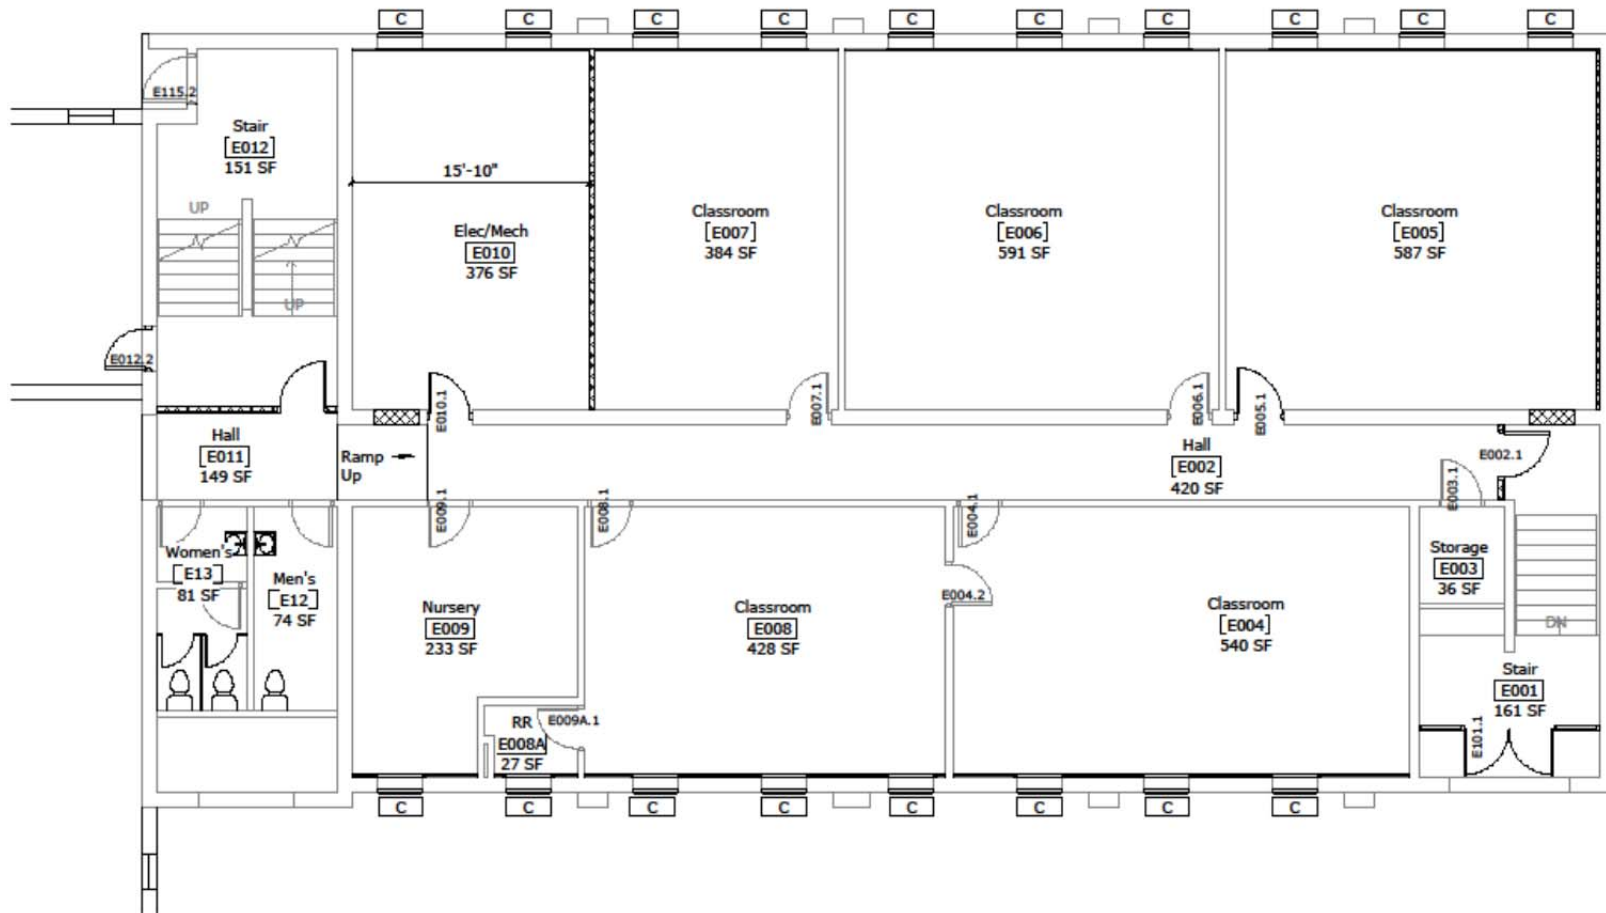 C C C C C C C C C C
E115.2
Stair
E012
151 SF
UP
UP
15'-10"
Elec/Mech
E010
376 SF
Classroom
E007
384 SF
Classroom
E006
591 SF
Classroom
E005
587 SF
E012.2
E010.1
E007.1
E006.1
E005.1
Hall
E011
149 SF
Ramp
Up
Hall
E002
420 SF
E002.1
E009.1
E008.1
E004.1
E003.1
Women's
E13
81 SF
Men's
E12
74 SF
Nursery
E009
233 SF
Classroom
E008
428 SF
E004.2
Classroom
E004
540 SF
Storage
E003
36 SF
DN
Stair
E001
161 SF
E101.1
RR
E008A
27 SF
E009A.1
C C C C C C C C